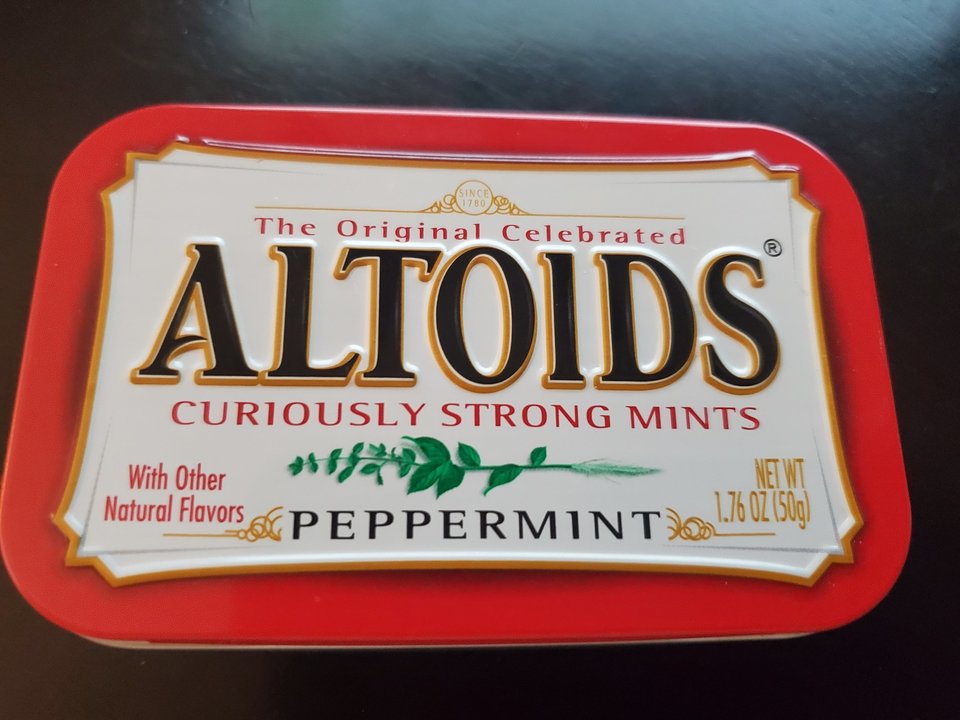 SINCE
1780
The Original Celebrated
ALTOIDS®
CURIOUSLY STRONG MINTS
With Other
Natural Flavors
PEPPERMINT
NET WT
1.76 OZ (50g)